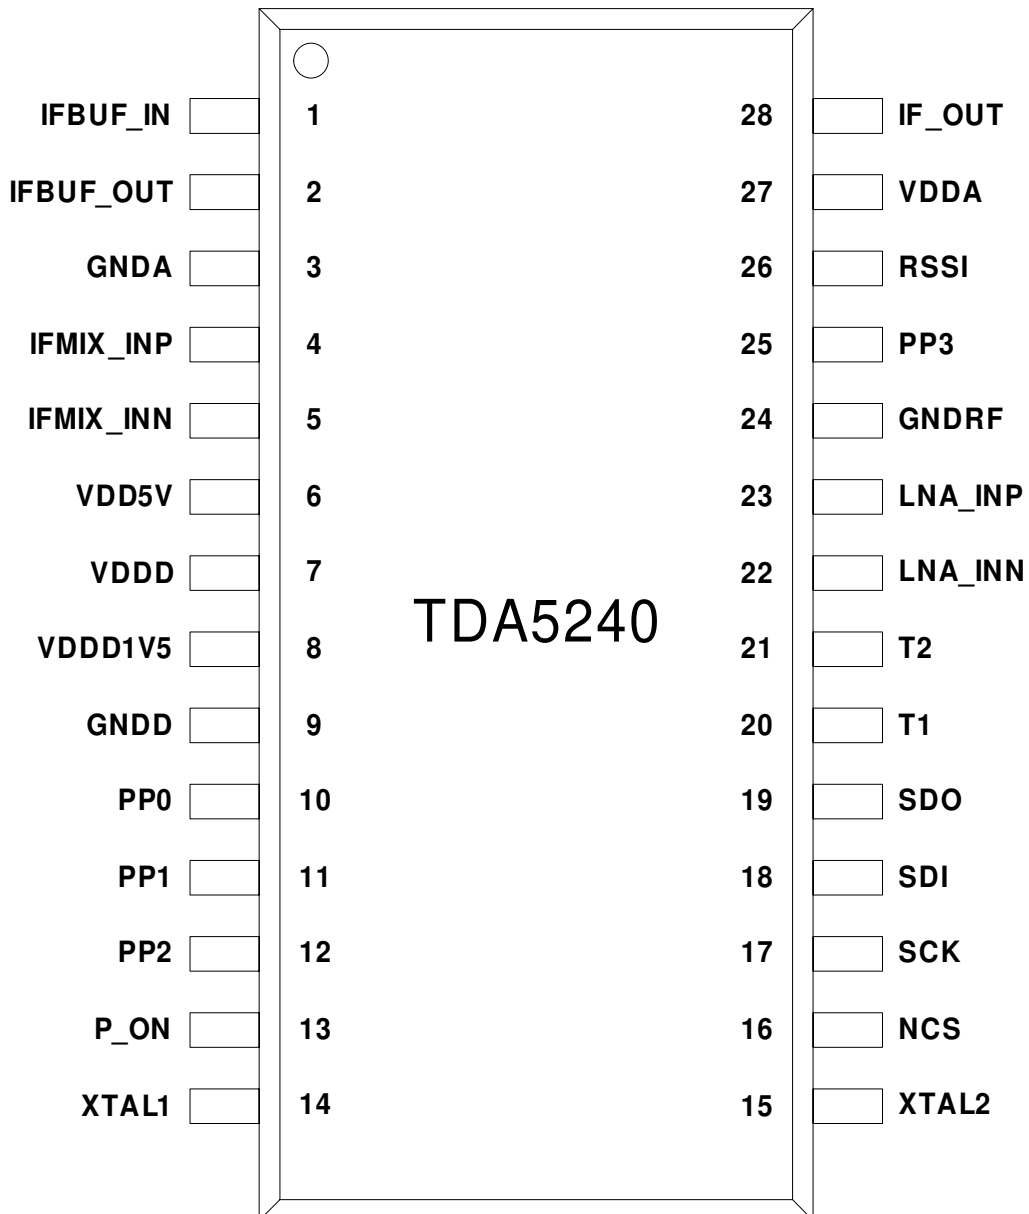 IFBUF_IN 1 28 IF_OUT
IFBUF_OUT 2 27 VDDA
GNDA 3 26 RSSI
IFMIX_INP 4 25 PP3
IFMIX_INN 5 24 GNDRF
VDD5V 6 23 LNA_INP
VDDD 7 22 LNA_INN
TDA5240
VDDD1V5 8 21 T2
GNDD 9 20 T1
PP0 10 19 SDO
PP1 11 18 SDI
PP2 12 17 SCK
P_ON 13 16 NCS
XTAL1 14 15 XTAL2